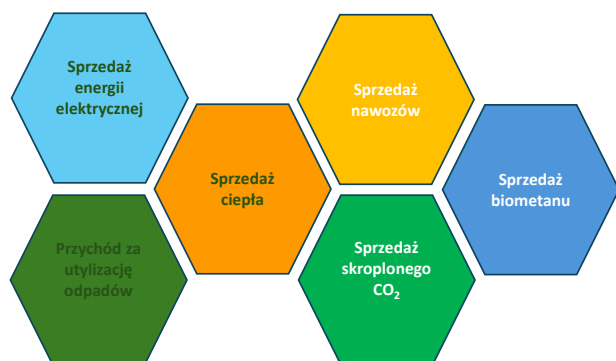 Sprzedaż
energii
elektrycznej
Sprzedaż
nawozów
Sprzedaż
ciepła
Sprzedaż
biometanu
Przychód za
utylizację
odpadów
Sprzedaż
skroplonego
CO₂